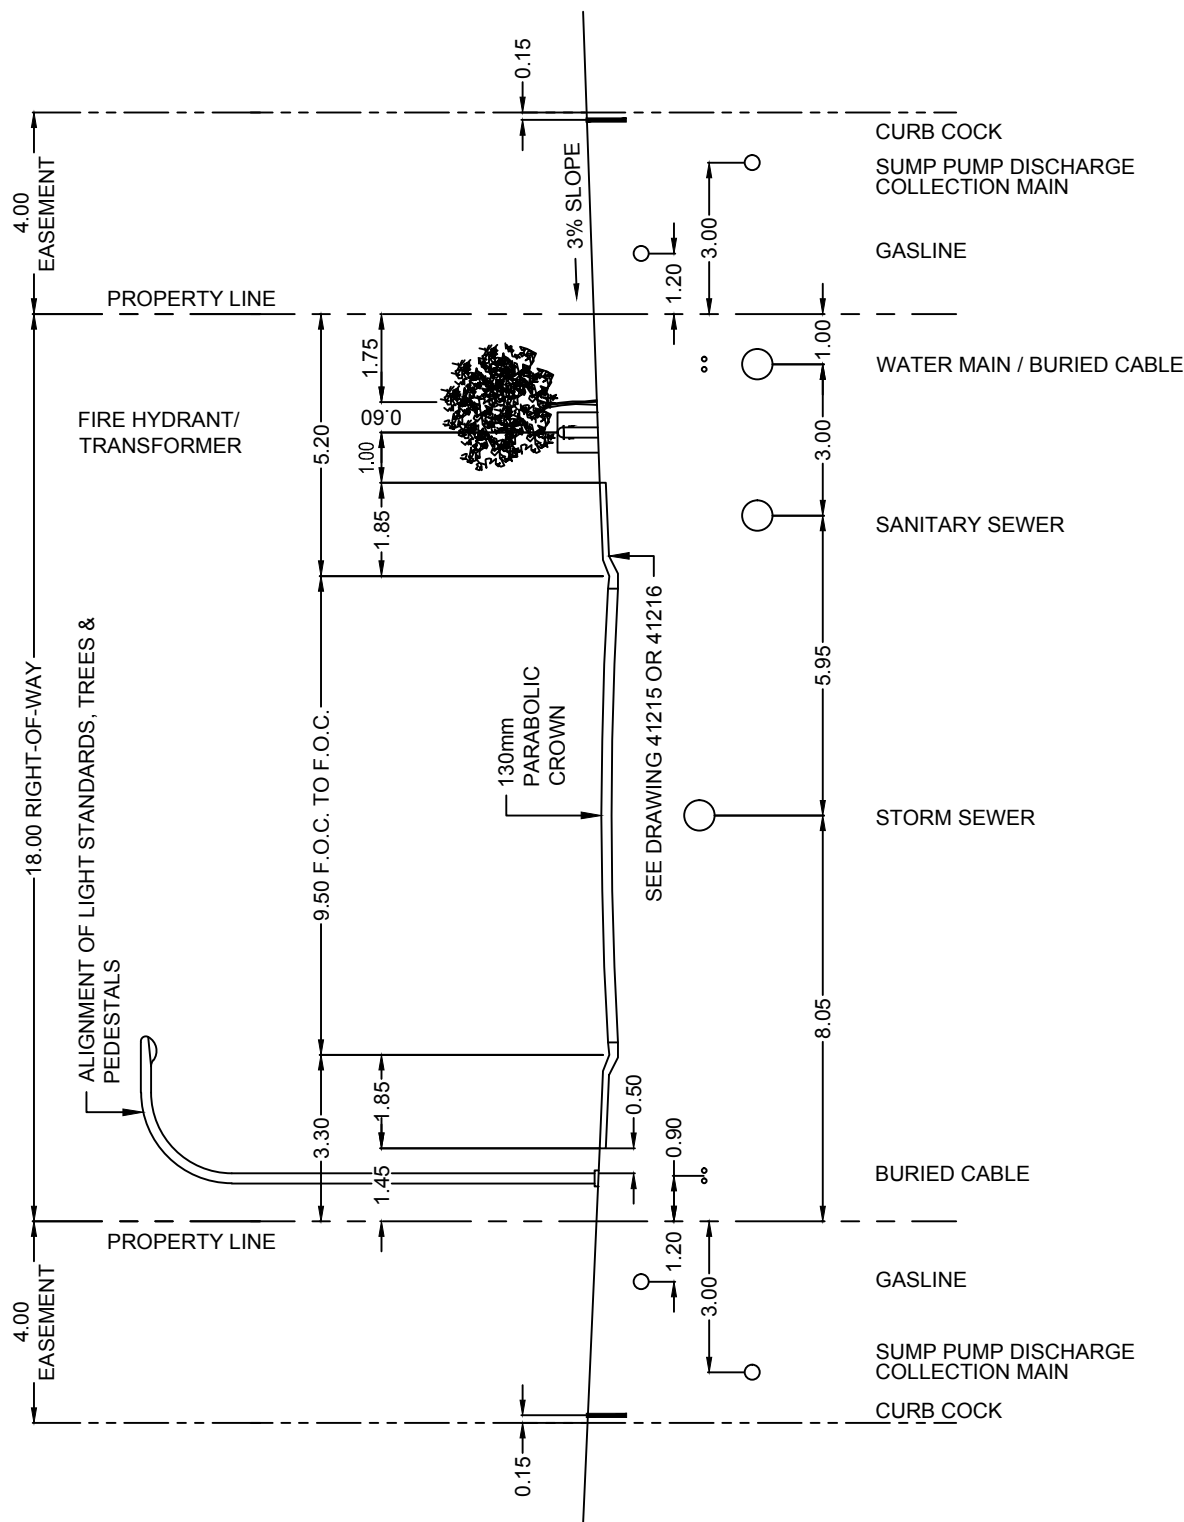 0.15
CURB COCK
SUMP PUMP DISCHARGE
COLLECTION MAIN
4.00
EASEMENT
3% SLOPE
3.00
GASLINE
1.20
PROPERTY LINE
1.00
1.75
WATER MAIN / BURIED CABLE
FIRE HYDRANT/
TRANSFORMER
0.60
5.20
1.00
3.00
1.85
SANITARY SEWER
SEE DRAWING 41215 OR 41216
5.95
18.00 RIGHT-OF-WAY
ALIGNMENT OF LIGHT STANDARDS, TREES &
PEDESTALS
9.50 F.O.C. TO F.O.C.
130mm
PARABOLIC
CROWN
STORM SEWER
8.05
1.85
0.50
3.30
0.90
1.45
BURIED CABLE
PROPERTY LINE
1.20
GASLINE
4.00
EASEMENT
3.00
SUMP PUMP DISCHARGE
COLLECTION MAIN
CURB COCK
0.15